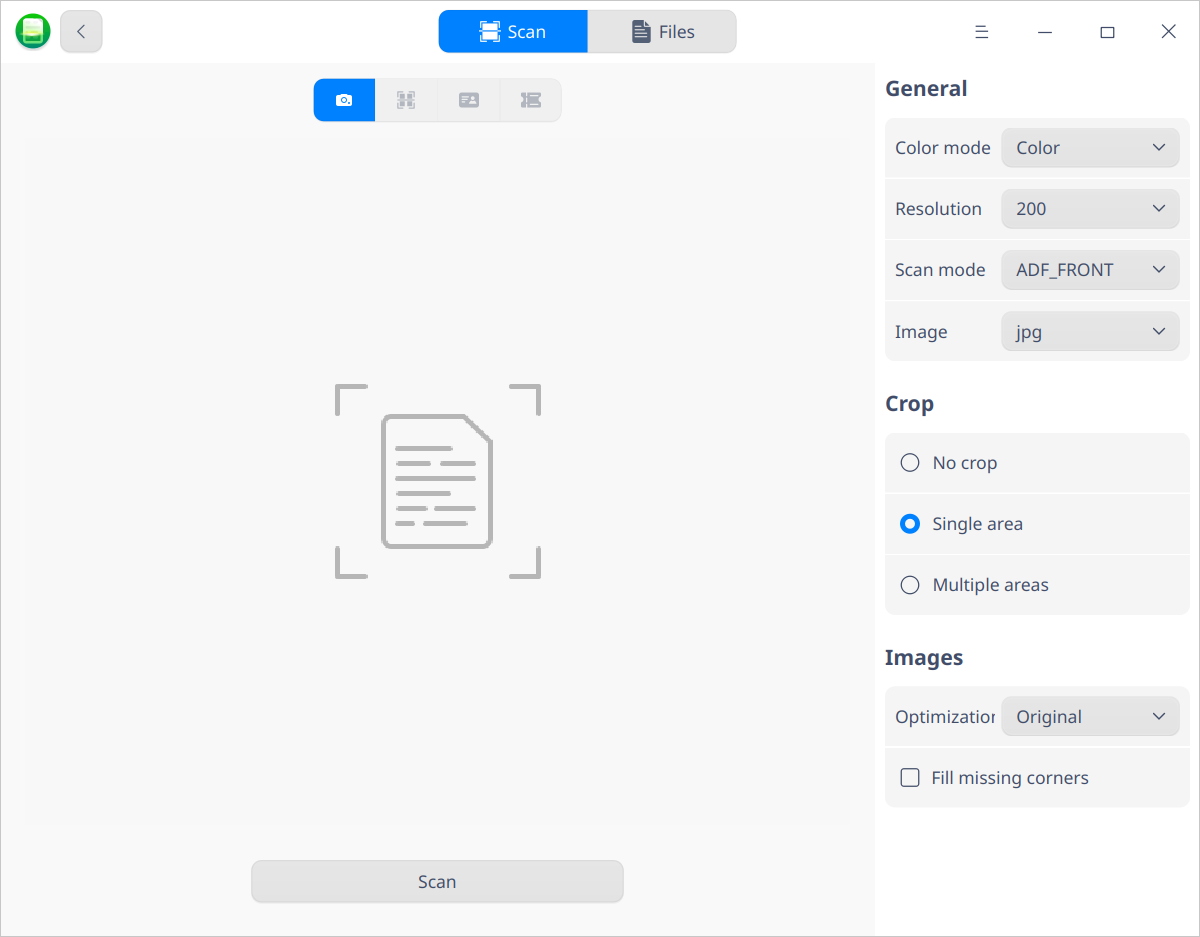 Scan
Files
General
Color mode
Color
Resolution
200
Scan mode
ADF_FRONT
Image
jpg
Crop
No crop
Single area
Multiple areas
Images
Optimization
Original
Fill missing corners
Scan